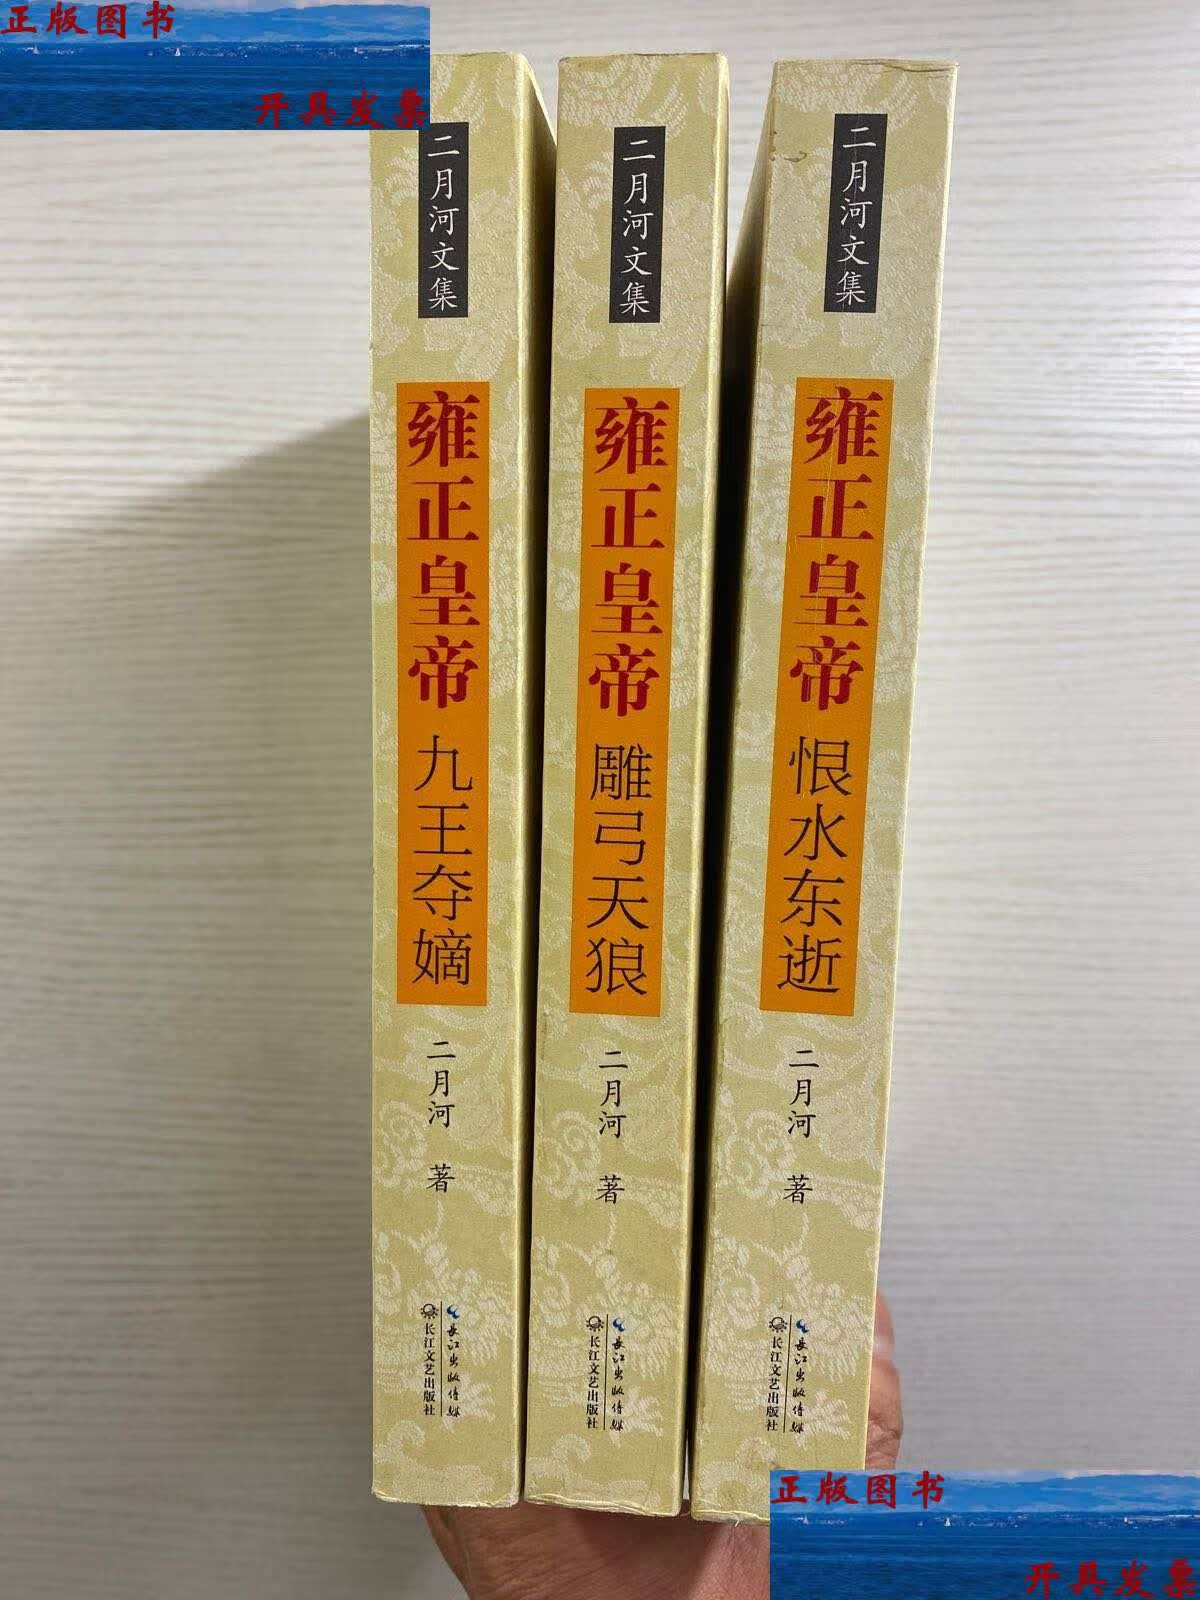 正版图书
开具发票
二月河文集
雍正皇帝
九王夺嫡
二月河 著
长江文艺出版社
长江出版传媒
二月河文集
雍正皇帝
雕弓天狼
二月河 著
长江文艺出版社
长江出版传媒
二月河文集
雍正皇帝
恨水东逝
二月河 著
长江文艺出版社
长江出版传媒
正版图书
开具发票